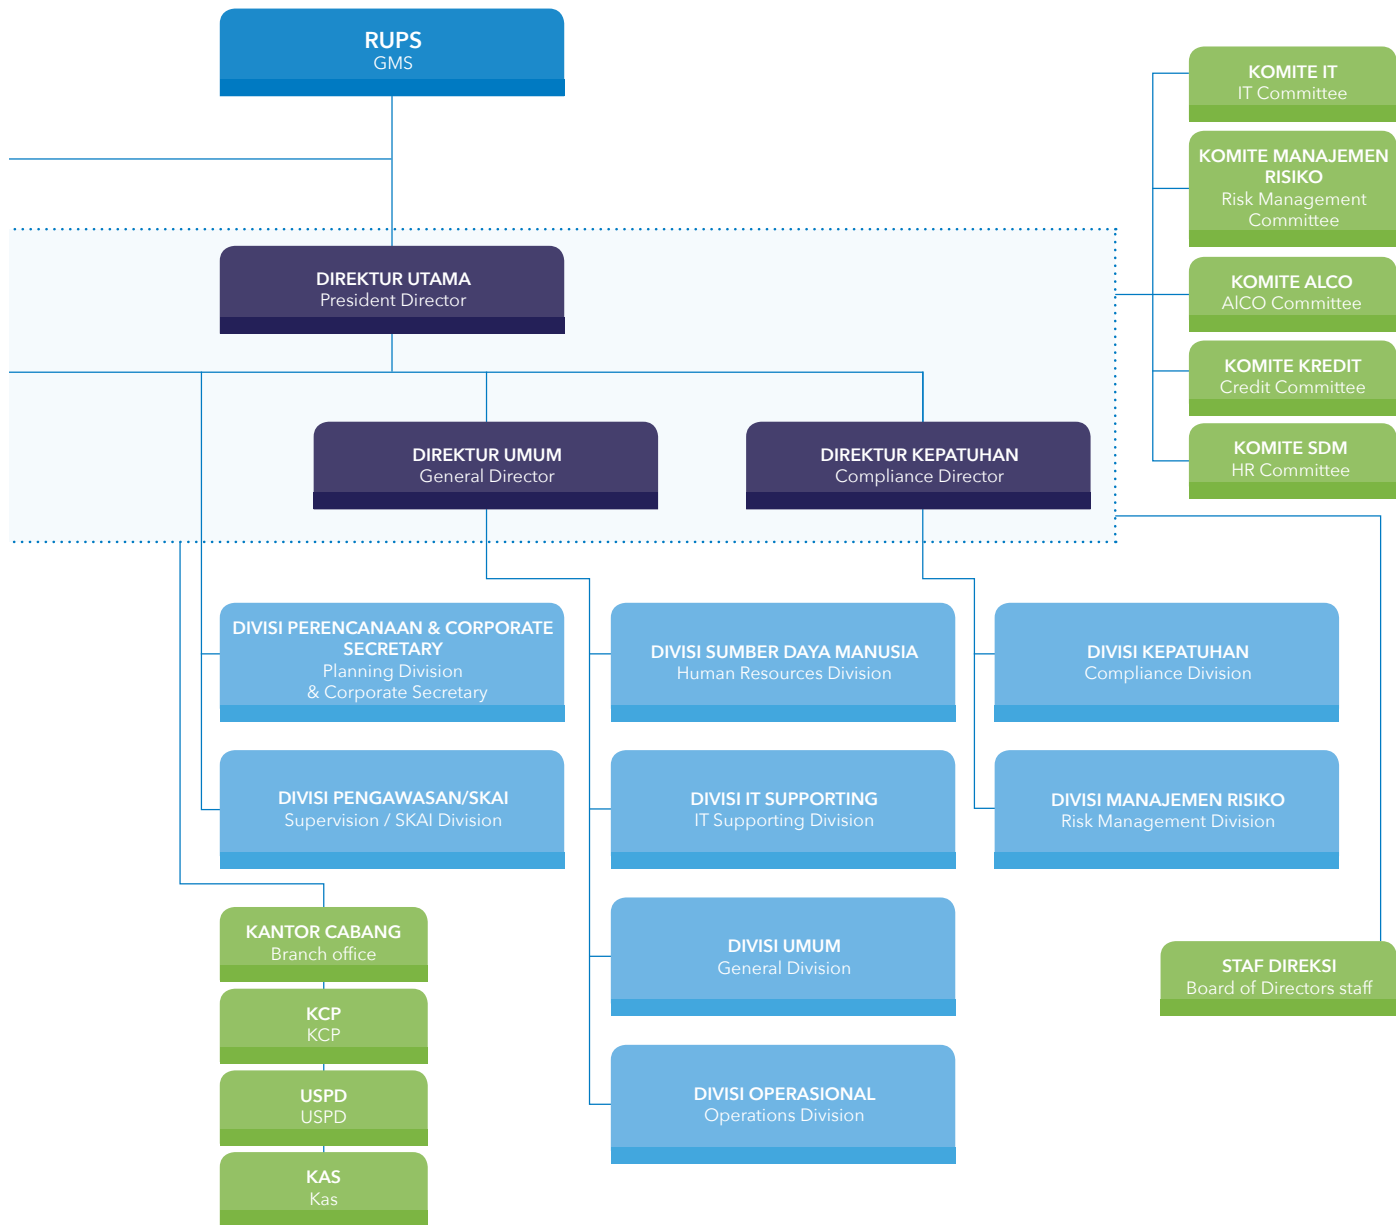 RUPS
GMS
KOMITE IT
IT Committee
KOMITE MANAJEMEN
RISIKO
Risk Management
Committee
KOMITE ALCO
AlCO Committee
KOMITE KREDIT
Credit Committee
KOMITE SDM
HR Committee
DIREKTUR UTAMA
President Director
DIREKTUR UMUM
General Director
DIREKTUR KEPATUHAN
Compliance Director
DIVISI PERENCANAAN & CORPORATE
SECRETARY
Planning Division
& Corporate Secretary
DIVISI SUMBER DAYA MANUSIA
Human Resources Division
DIVISI KEPATUHAN
Compliance Division
DIVISI PENGAWASAN/SKAI
Supervision / SKAI Division
DIVISI IT SUPPORTING
IT Supporting Division
DIVISI MANAJEMEN RISIKO
Risk Management Division
KANTOR CABANG
Branch office
DIVISI UMUM
General Division
STAF DIREKSI
Board of Directors staff
KCP
KCP
USPD
USPD
DIVISI OPERASIONAL
Operations Division
KAS
Kas